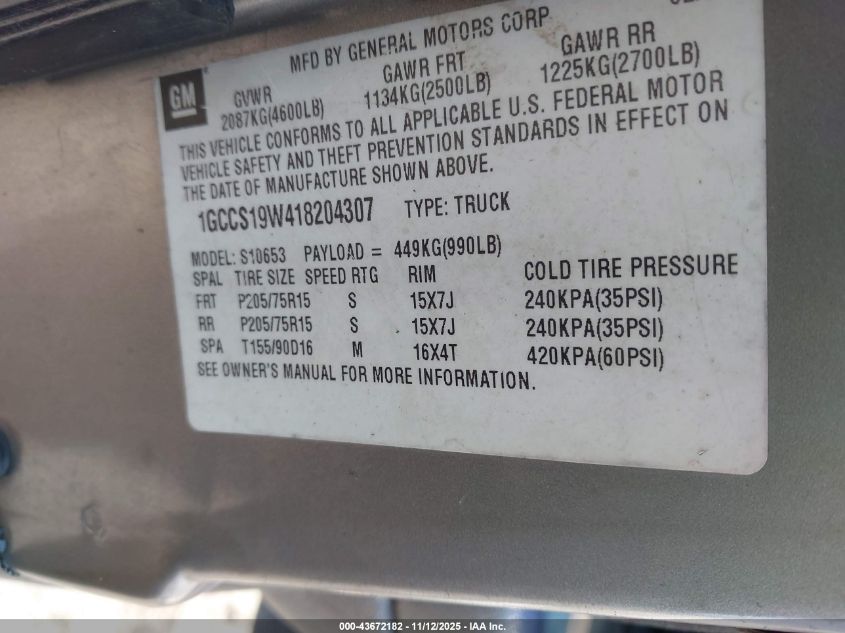 MFD BY GENERAL MOTORS CORP
GM
GVWR GAWR FRT GAWR RR
2087KG(4600LB) 1134KG(2500LB) 1225KG(2700LB)
THIS VEHICLE CONFORMS TO ALL APPLICABLE U.S. FEDERAL MOTOR
VEHICLE SAFETY AND THEFT PREVENTION STANDARDS IN EFFECT ON
THE DATE OF MANUFACTURE SHOWN ABOVE.
1GCCS19W418204307 TYPE: TRUCK
MODEL: S10653 PAYLOAD = 449KG(990LB)
SPAL TIRE SIZE SPEED RTG RIM COLD TIRE PRESSURE
FRT P205/75R15 S 15X7J 240KPA(35PSI)
RR P205/75R15 S 15X7J 240KPA(35PSI)
SPA T155/90D16 M 16X4T 420KPA(60PSI)
SEE OWNER'S MANUAL FOR MORE INFORMATION.
000-43672182 - 11/12/2025 - IAA Inc.